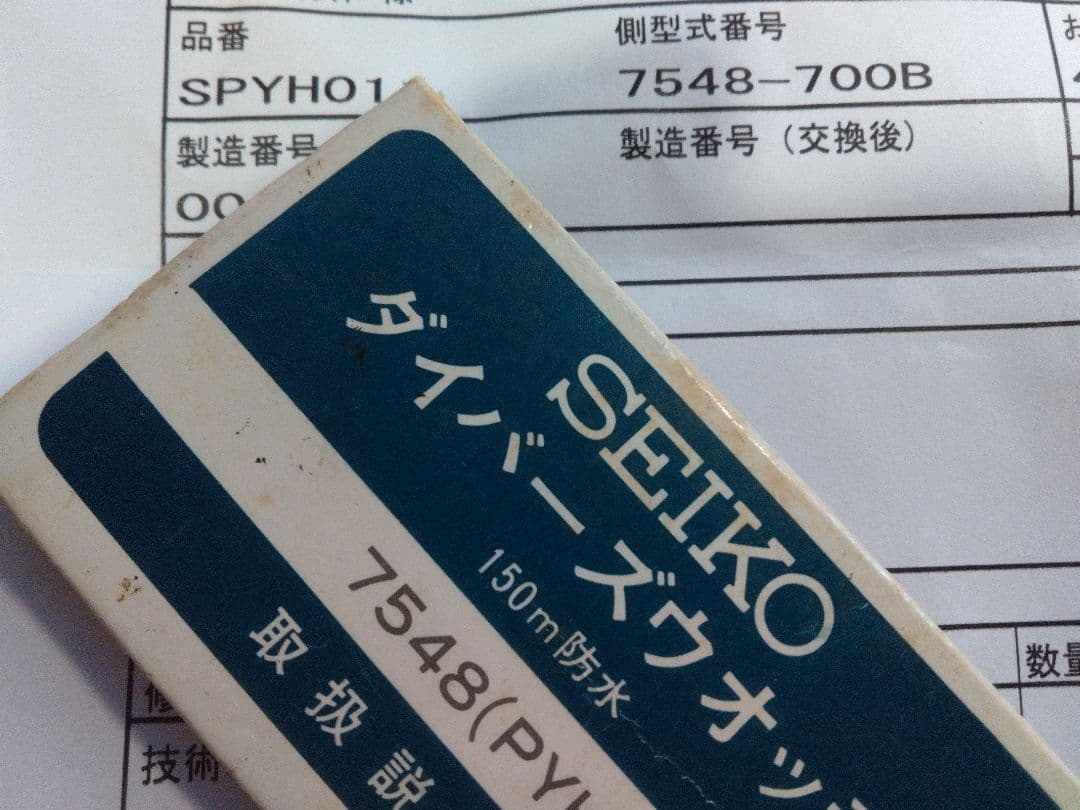 品番
側型式番号
SPYH01
7548-700B
製造番号
製造番号（交換後）
00
SEIKO
ダイバーズウオッ
150m防水
7548(PYH
取扱説
数量
技術